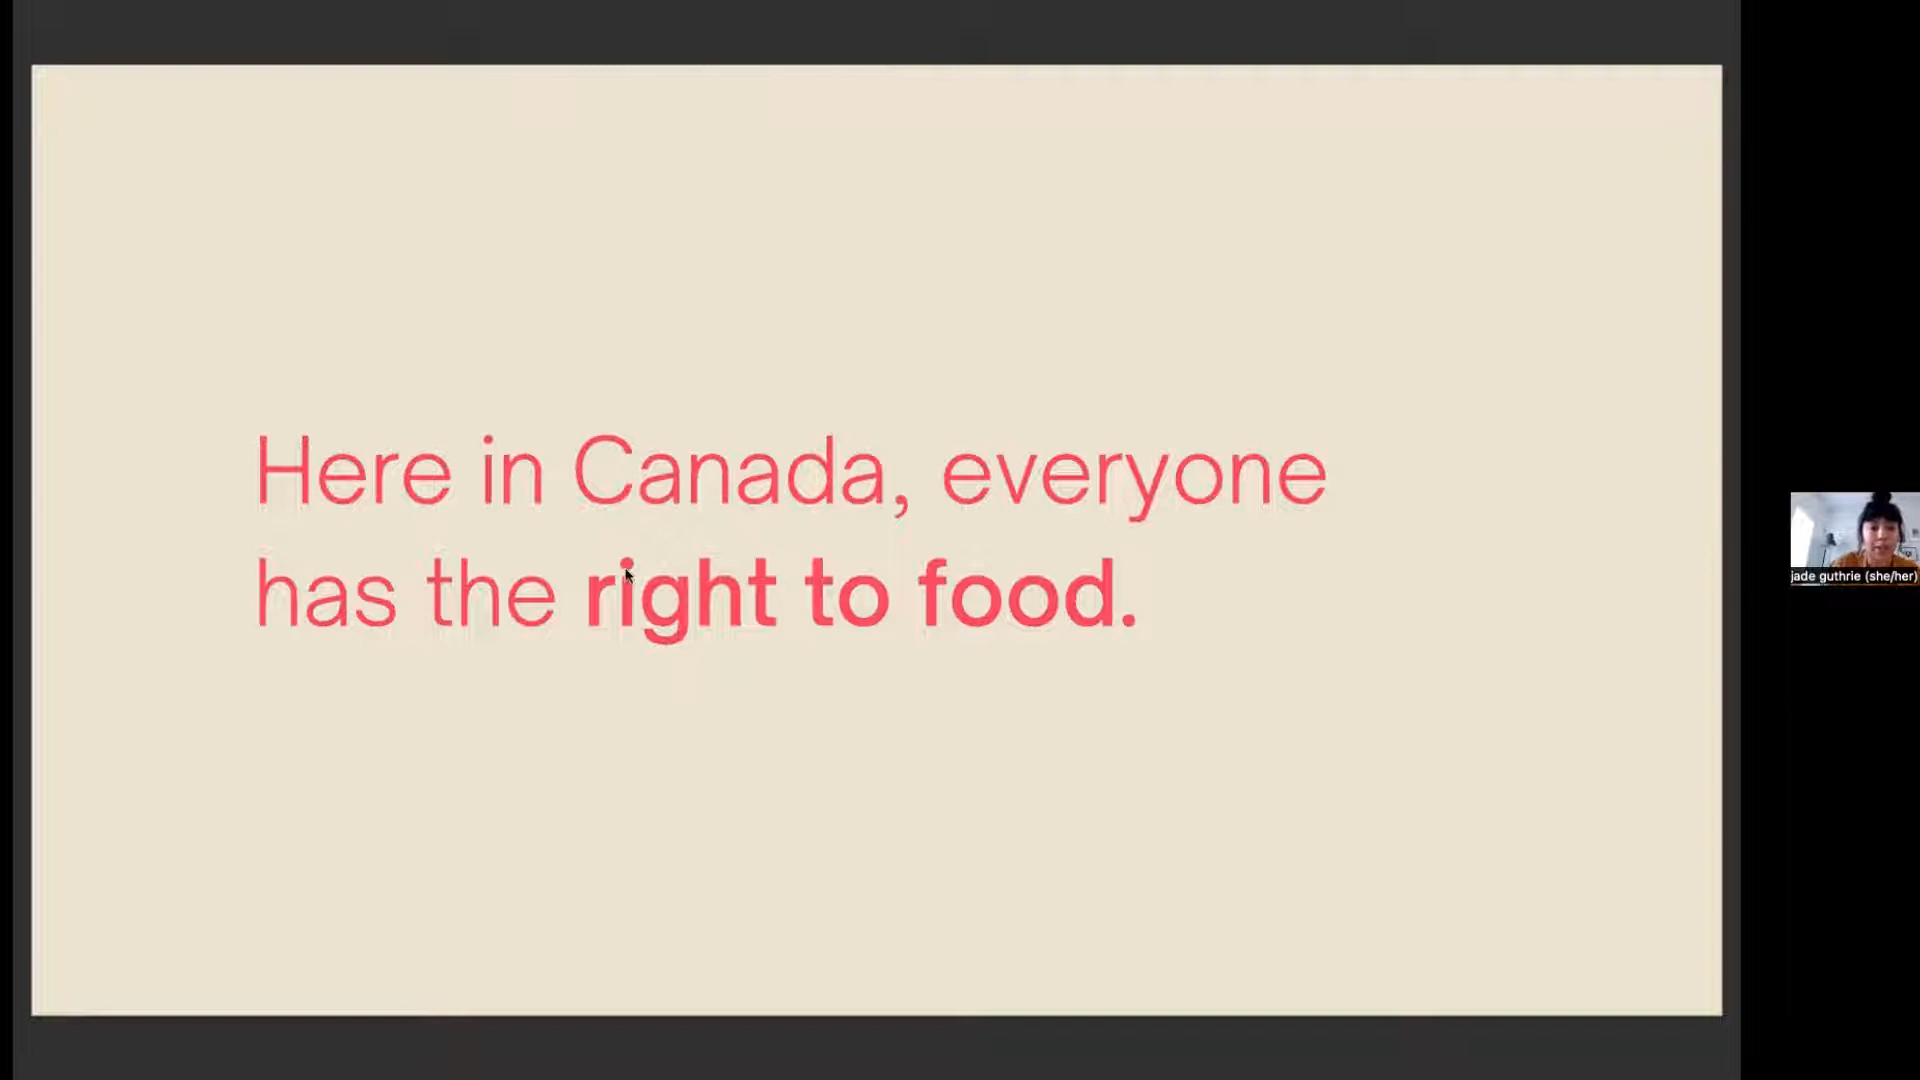 Here in Canada, everyone
has the right to food.
jade guthrie (she/her)